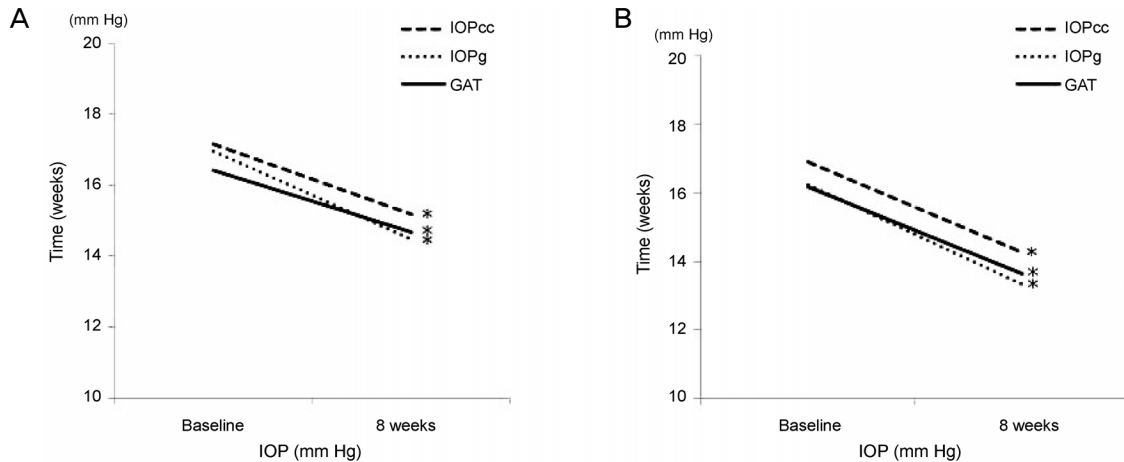 A
(mm Hg)
20
18
16
14
12
10
Time (weeks)
IOPcc
IOPg
GAT
*
*
*
Baseline
8 weeks
IOP (mm Hg)
B
(mm Hg)
20
18
16
14
12
10
Time (weeks)
IOPcc
IOPg
GAT
*
*
*
Baseline
8 weeks
IOP (mm Hg)